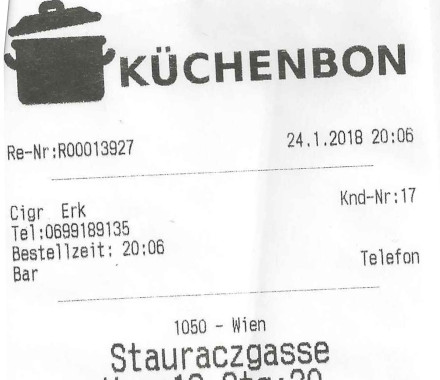 KÜCHENBON
Re-Nr:R00013927 24.1.2018 20:06
Knd-Nr:17
Cigr Erk
Tel:0699189135
Bestellzeit: 20:06
Bar Telefon
1050 - Wien
Stauraczgasse